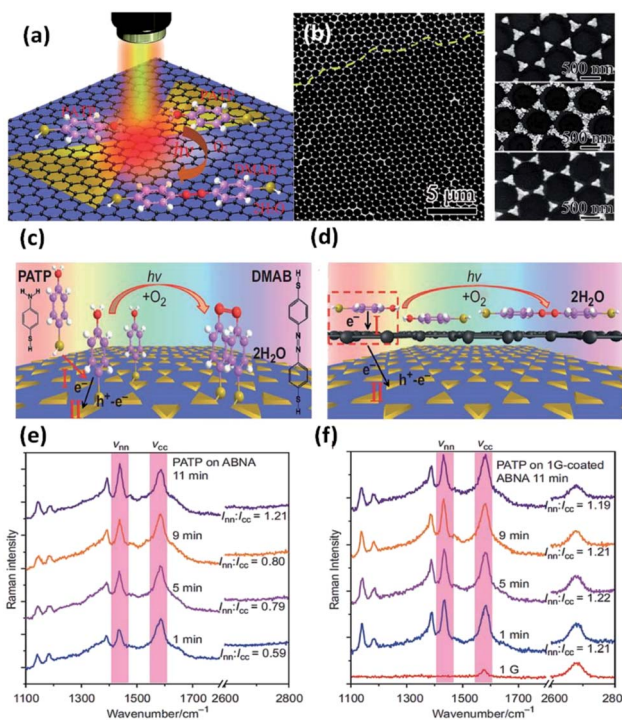 (a)
(b)
5 μm
500 nm
500 nm
500 nm
(c)
(d)
PATP
hv
+O₂
DMAB
H
H
N
S
H
e⁻
I
II
h⁺-e⁻
2H₂O
H
S
N
N
S
H
hv
+O₂
2H₂O
e⁻
e⁻
II
h⁺-e⁻
(e)
νnn νcc
PATP on ABNA
11 min
Inn:Icc = 1.21
9 min
Inn:Icc = 0.80
5 min
Inn:Icc = 0.79
1 min
Inn:Icc = 0.59
Raman intensity
1100 1300 1500 1700 2600 2800
Wavenumber/cm⁻¹
(f)
νnn νcc
PATP on 1G-coated
ABNA 11 min
Inn:Icc = 1.19
9 min
Inn:Icc = 1.21
5 min
Inn:Icc = 1.22
1 min
Inn:Icc = 1.21
1 G
Raman intensity
1100 1300 1500 1700 2600 2800
Wavenumber/cm⁻¹